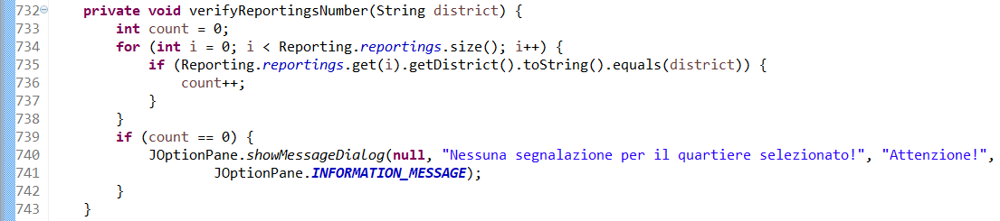 732 private void verifyReportingsNumber(String district) {
733 int count = 0;
734 for (int i = 0; i < Reporting.reportings.size(); i++) {
735 if (Reporting.reportings.get(i).getDistrict().toString().equals(district)) {
736 count++;
737 }
738 }
739 if (count == 0) {
740 JOptionPane.showMessageDialog(null, "Nessuna segnalazione per il quartiere selezionato!", "Attenzione!",
741 JOptionPane.INFORMATION_MESSAGE);
742 }
743 }